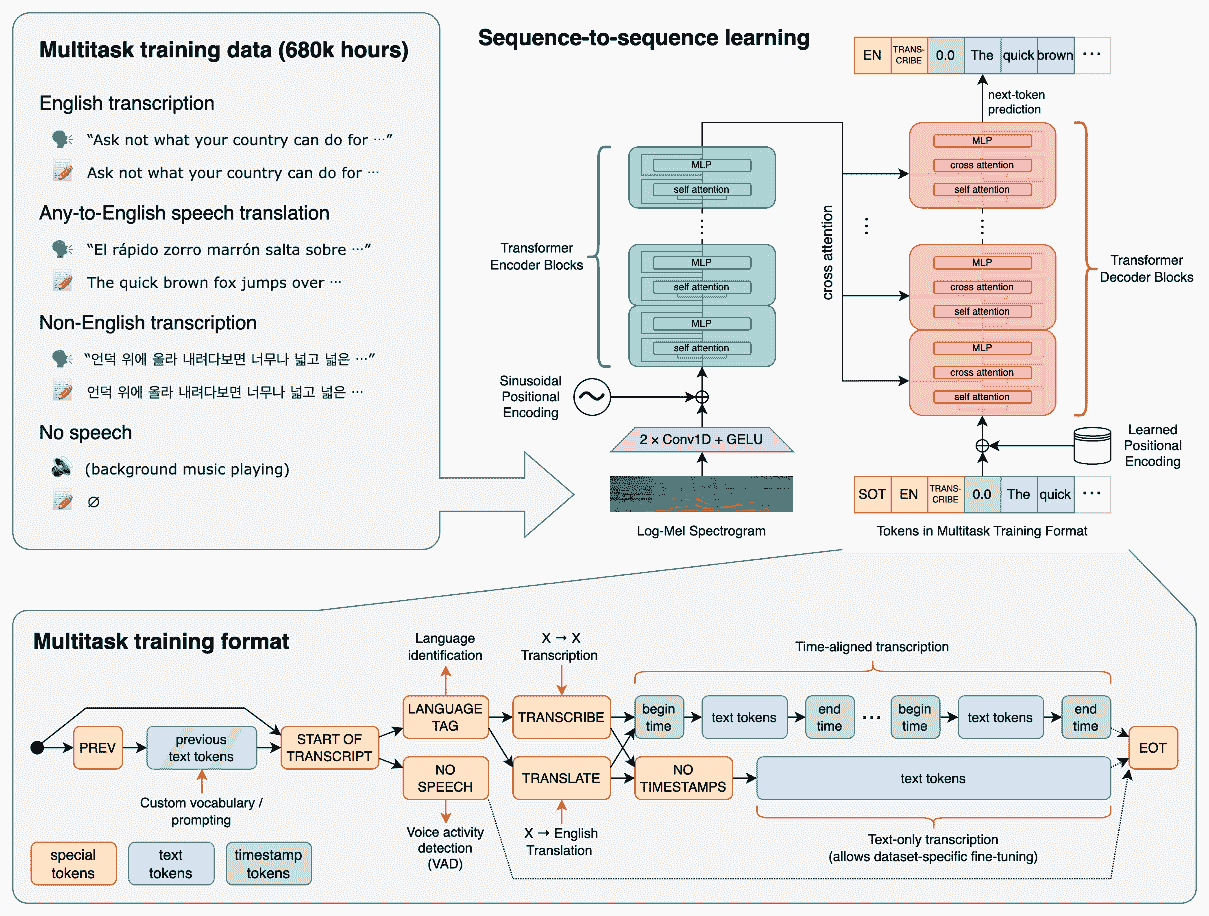 Multitask training data (680k hours)
English transcription
“Ask not what your country can do for ⋯”
Ask not what your country can do for ⋯
Any-to-English speech translation
“El rápido zorro marrón salta sobre ⋯”
The quick brown fox jumps over ⋯
Non-English transcription
“언덕 위에 올라 내려다보면 너무나 넓고 넓은 ⋯”
언덕 위에 올라 내려다보면 너무나 넓고 넓은 ⋯
No speech
(background music playing)
∅
Sequence-to-sequence learning
EN TRANS-CRIBE 0.0 The quick brown ⋯
next-token
prediction
MLP
self attention
MLP
self attention
MLP
self attention
Transformer
Encoder Blocks
cross attention
MLP
cross attention
self attention
MLP
cross attention
self attention
MLP
cross attention
self attention
Transformer
Decoder Blocks
Sinusoidal
Positional
Encoding
2 × Conv1D + GELU
Log-Mel Spectrogram
Learned
Positional
Encoding
SOT EN TRANS-CRIBE 0.0 The quick ⋯
Tokens in Multitask Training Format
Multitask training format
Language
identification
X → X
Transcription
Time-aligned transcription
PREV
previous
text tokens
START OF
TRANSCRIPT
LANGUAGE
TAG
NO
SPEECH
TRANSCRIBE
TRANSLATE
begin
time
text tokens
end
time
⋯
begin
time
text tokens
end
time
NO
TIMESTAMPS
text tokens
EOT
Custom vocabulary /
prompting
Voice activity
detection
(VAD)
X → English
Translation
Text-only transcription
(allows dataset-specific fine-tuning)
special
tokens
text
tokens
timestamp
tokens